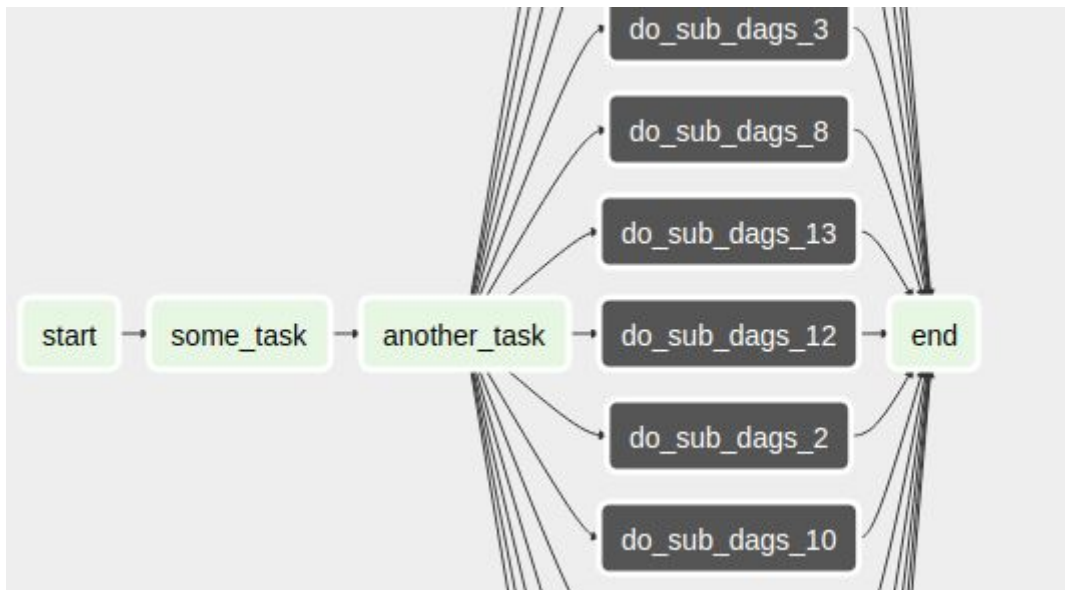 do_sub_dags_3
do_sub_dags_8
do_sub_dags_13
start
some_task
another_task
do_sub_dags_12
end
do_sub_dags_2
do_sub_dags_10